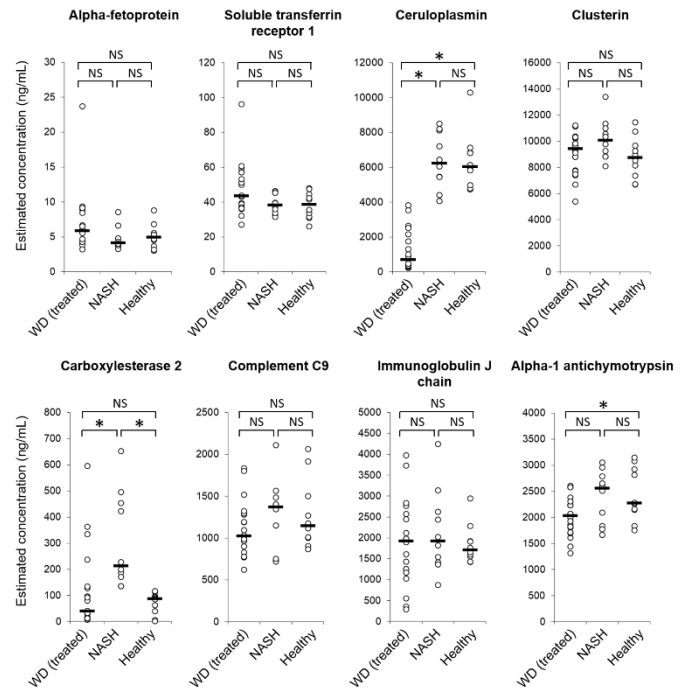 Alpha-fetoprotein
Soluble transferrin
receptor 1
Ceruloplasmin
Clusterin
Estimated concentration (ng/mL)
NS
NS NS
30
25
20
15
10
5
0
WD (treated)
NASH
Healthy
NS
NS NS
120
100
80
60
40
20
0
WD (treated)
NASH
Healthy
*
* NS
12000
10000
8000
6000
4000
2000
0
WD (treated)
NASH
Healthy
NS
NS NS
16000
14000
12000
10000
8000
6000
4000
2000
0
WD (treated)
NASH
Healthy
Carboxylesterase 2
Complement C9
Immunoglobulin J
chain
Alpha-1 antichymotrypsin
Estimated concentration (ng/mL)
NS
* *
800
700
600
500
400
300
200
100
0
WD (treated)
NASH
Healthy
NS
NS NS
2500
2000
1500
1000
500
0
WD (treated)
NASH
Healthy
NS
NS NS
5000
4500
4000
3500
3000
2500
2000
1500
1000
500
0
WD (treated)
NASH
Healthy
*
NS NS
4000
3500
3000
2500
2000
1500
1000
500
0
WD (treated)
NASH
Healthy